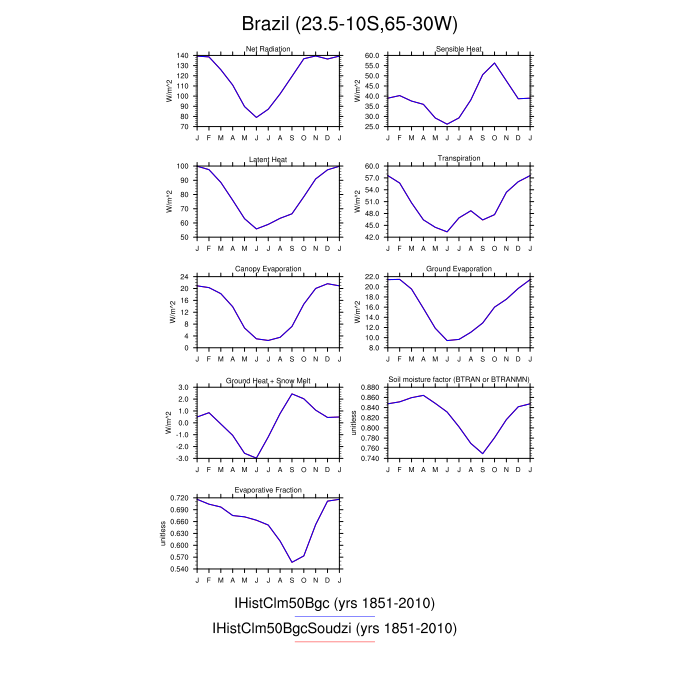 Brazil (23.5-10S,65-30W)
Net Radiation
W/m^2
140
130
120
110
100
90
80
70
J F M A M J J A S O N D J
Sensible Heat
W/m^2
60.0
55.0
50.0
45.0
40.0
35.0
30.0
25.0
J F M A M J J A S O N D J
Latent Heat
W/m^2
100
90
80
70
60
50
J F M A M J J A S O N D J
Transpiration
W/m^2
60.0
57.0
54.0
51.0
48.0
45.0
42.0
J F M A M J J A S O N D J
Canopy Evaporation
W/m^2
24
20
16
12
8
4
0
J F M A M J J A S O N D J
Ground Evaporation
W/m^2
22.0
20.0
18.0
16.0
14.0
12.0
10.0
8.0
J F M A M J J A S O N D J
Ground Heat + Snow Melt
W/m^2
3.0
2.0
1.0
0.0
-1.0
-2.0
-3.0
J F M A M J J A S O N D J
Soil moisture factor (BTRAN or BTRANMN)
unitless
0.880
0.860
0.840
0.820
0.800
0.780
0.760
0.740
J F M A M J J A S O N D J
Evaporative Fraction
unitless
0.720
0.690
0.660
0.630
0.600
0.570
0.540
J F M A M J J A S O N D J
IHistClm50Bgc (yrs 1851-2010)
IHistClm50BgcSoudzi (yrs 1851-2010)